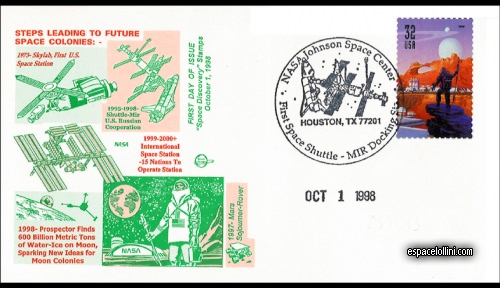 STEPS LEADING TO FUTURE
SPACE COLONIES: -
1973- Skylab, First U.S.
Space Station
1995-1998-
Shuttle-Mir
U.S. Russian
Cooperation
FIRST DAY OF ISSUE
"Space Discovery" Stamps
October 1, 1998
NASA
1999-2000+
International
Space Station
-15 Nations To
Operate Station
1998- Prospector Finds
600 Billion Metric Tons
of Water-Ice on Moon,
Sparking New Ideas for
Moon Colonies
NASA
1997- Mars
Sojourner-Rover
NASA Johnson Space Center
HOUSTON, TX 77201
First Space Shuttle - MIR Docking
32
USA
OCT 1 1998
espacelollini.com